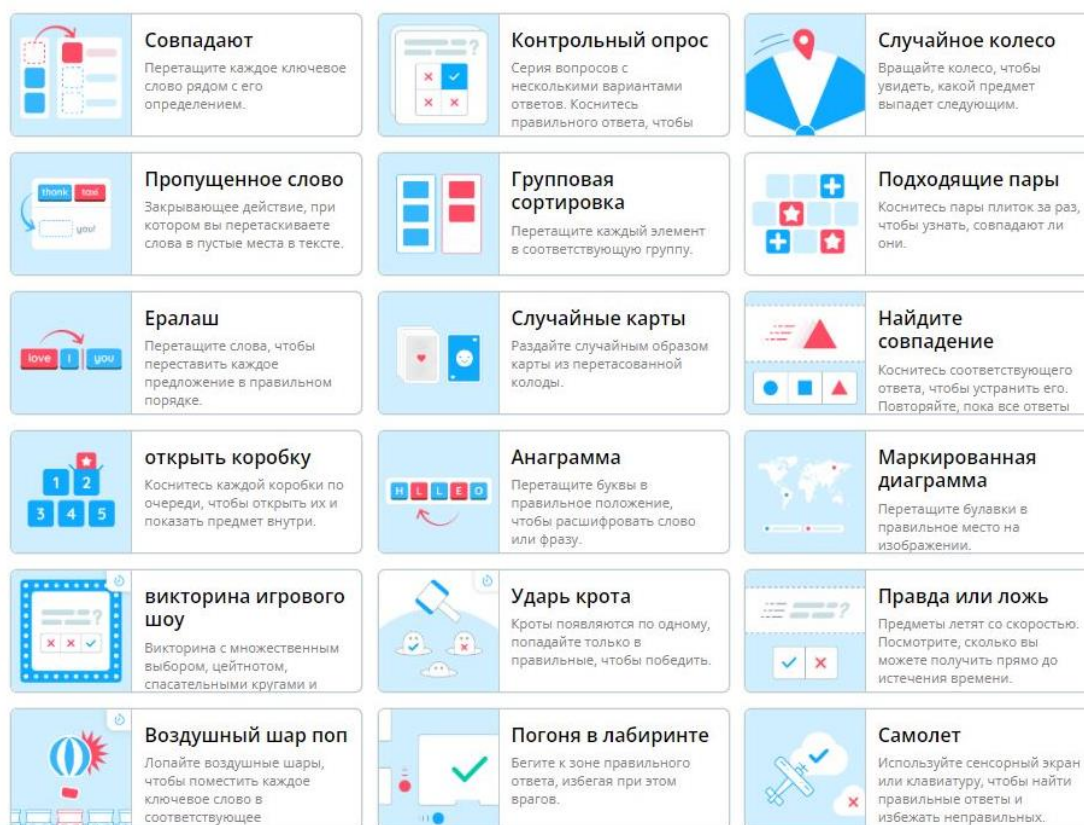 Совпадают
Перетащите каждое ключевое
слово рядом с его
определением.
Контрольный опрос
Серия вопросов с
несколькими вариантами
ответов. Коснитесь
правильного ответа, чтобы
Случайное колесо
Вращайте колесо, чтобы
увидеть, какой предмет
выпадет следующим.
thank taxi
you!
Пропущенное слово
Закрывающее действие, при
котором вы перетаскиваете
слова в пустые места в тексте.
Групповая
сортировка
Перетащите каждый элемент
в соответствующую группу.
Подходящие пары
Коснитесь пары плиток за раз,
чтобы узнать, совпадают ли
они.
love I you
Ералаш
Перетащите слова, чтобы
переставить каждое
предложение в правильном
порядке.
Случайные карты
Раздайте случайным образом
карты из перетасованной
колоды.
Найдите
совпадение
Коснитесь соответствующего
ответа, чтобы устранить его.
Повторяйте, пока все ответы
1 2
3 4 5
открыть коробку
Коснитесь каждой коробки по
очереди, чтобы открыть их и
показать предмет внутри.
H L L E O
Анаграмма
Перетащите буквы в
правильное положение,
чтобы расшифровать слово
или фразу.
Маркированная
диаграмма
Перетащите булавки в
правильное место на
изображении.
?
викторина игрового
шоу
Викторина с множественным
выбором, цейтнотом,
спасательными кругами и
Ударь крота
Кроты появляются по одному,
попадайте только в
правильные, чтобы победить.
?
Правда или ложь
Предметы летят со скоростью.
Посмотрите, сколько вы
можете получить прямо до
истечения времени.
Воздушный шар поп
Лопайте воздушные шары,
чтобы поместить каждое
ключевое слово в
соответствующее
Погоня в лабиринте
Бегите к зоне правильного
ответа, избегая при этом
врагов.
Самолет
Используйте сенсорный экран
или клавиатуру, чтобы найти
правильные ответы и
избежать неправильных.